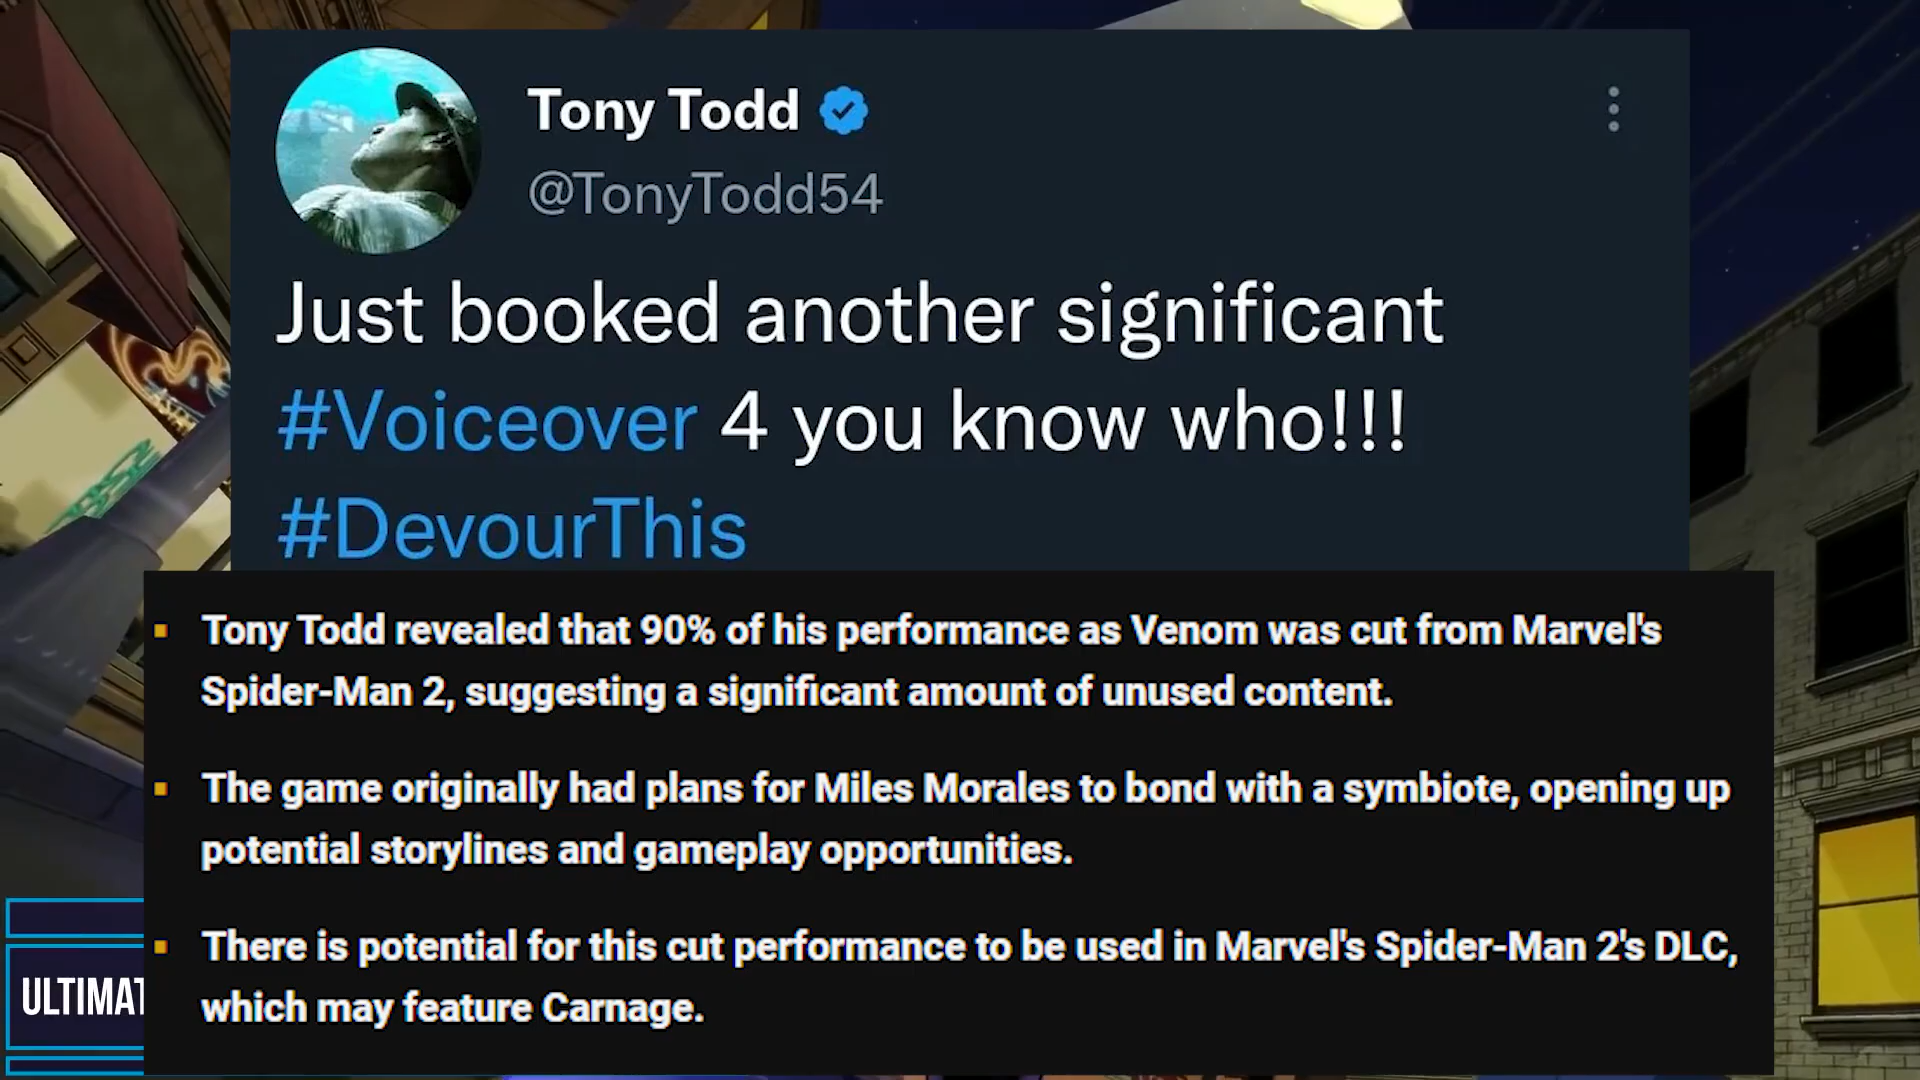 Tony Todd
@TonyTodd54
Just booked another significant
#Voiceover 4 you know who!!!
#DevourThis
Tony Todd revealed that 90% of his performance as Venom was cut from Marvel's
Spider-Man 2, suggesting a significant amount of unused content.
The game originally had plans for Miles Morales to bond with a symbiote, opening up
potential storylines and gameplay opportunities.
There is potential for this cut performance to be used in Marvel's Spider-Man 2's DLC,
which may feature Carnage.
ULTIMAT